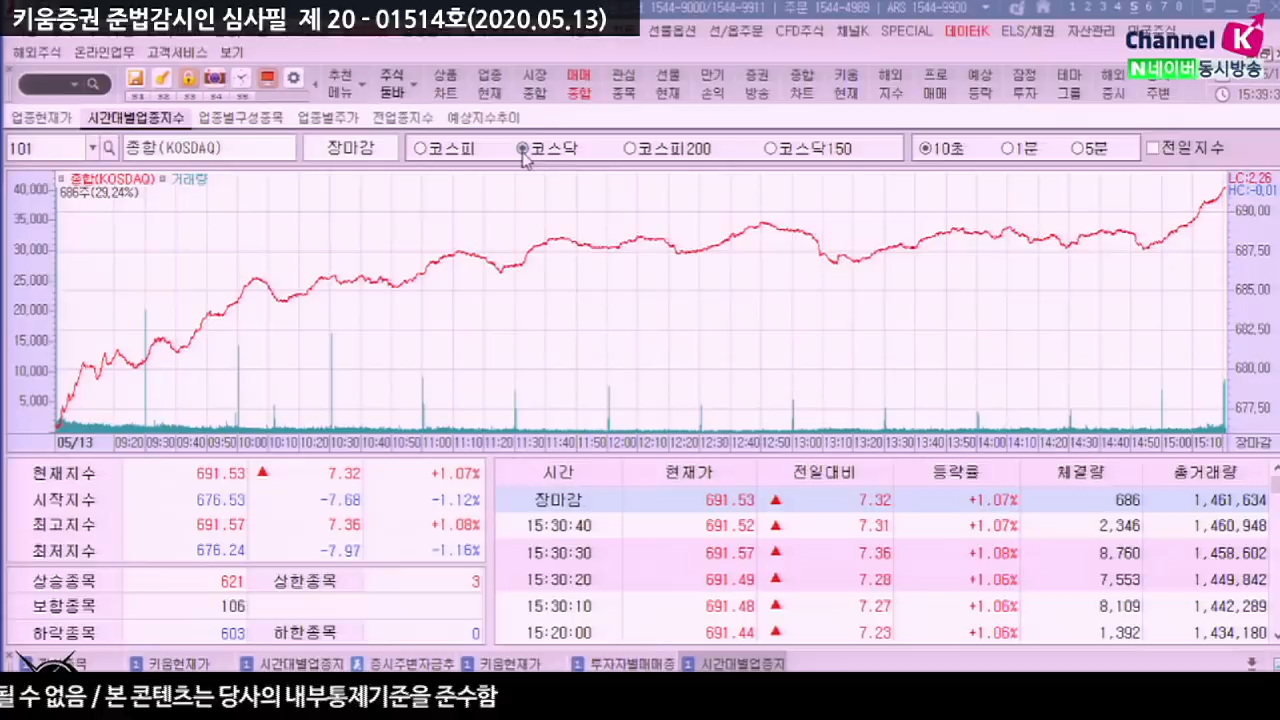 키움증권 준법감시인 심사필 제 20 - 01514호(2020.05.13)
1544-9000/9911 | 주문 1544-4989 | ARS 1544-9900
1 2 3 4 5 6 7 8
선물옵션 선/옵주문 CFD주식 채널K SPECIAL 데이EIK ELS/채권 자산관리
Channel K
N네이버 동시방송
해외주식 온라인업무 고객서비스 보기
추천 메뉴 주식 둘바 상품 차트 업종 현재 시장 종합 매매 종합 관심 종목 선물 현재 만기 손익 증권 방송 종합 차트 키움 현재 해외 지수 프로 매매 예상 등락 잠정 투자 테마 그룹 해외 증시 주변
15:39:3
업종현재가 시간대별업종지수 업종별구성종목 업종별주가 전업종지수 예상지수추이
101 종합(KOSDAQ) 장마감 코스피 코스닥 코스피200 코스닥150 10초 1분 5분 전일지수
종합(KOSDAQ) 거래량
686주(29,24%)
LC:2,26
HC:-0,01
40,000
35,000
30,000
25,000
20,000
15,000
10,000
5,000
690,00
687,50
685,00
682,50
680,00
677,50
05/13 09:20 09:30 09:40 09:50 10:00 10:10 10:20 10:30 10:40 10:50 11:00 11:10 11:20 11:30 11:40 11:50 12:00 12:10 12:20 12:30 12:40 12:50 13:00 13:10 13:20 13:30 13:40 13:50 14:00 14:10 14:20 14:30 14:40 14:50 15:00 15:10 장마감
현재지수 691.53 ▲ 7.32 +1.07%
시작지수 676.53 -7.68 -1.12%
최고지수 691.57 7.36 +1.08%
최저지수 676.24 -7.97 -1.16%
상승종목 621 상한종목 3
보합종목 106
하락종목 603 하한종목 0
시간 현재가 전일대비 등락률 체결량 총거래량
장마감 691.53 ▲ 7.32 +1.07% 686 1,461,634
15:30:40 691.52 ▲ 7.31 +1.07% 2,346 1,460,948
15:30:30 691.57 ▲ 7.36 +1.08% 8,760 1,458,602
15:30:20 691.49 ▲ 7.28 +1.06% 7,553 1,449,842
15:30:10 691.48 ▲ 7.27 +1.06% 8,109 1,442,289
15:20:00 691.44 ▲ 7.23 +1.06% 1,392 1,434,180
1 키움현재가 1 시간대별업종지 증시주변자금추 1 키움현재가 1 투자자별매매종 1 시간대별업종지
될 수 없음 / 본 콘텐츠는 당사의 내부통제기준을 준수함